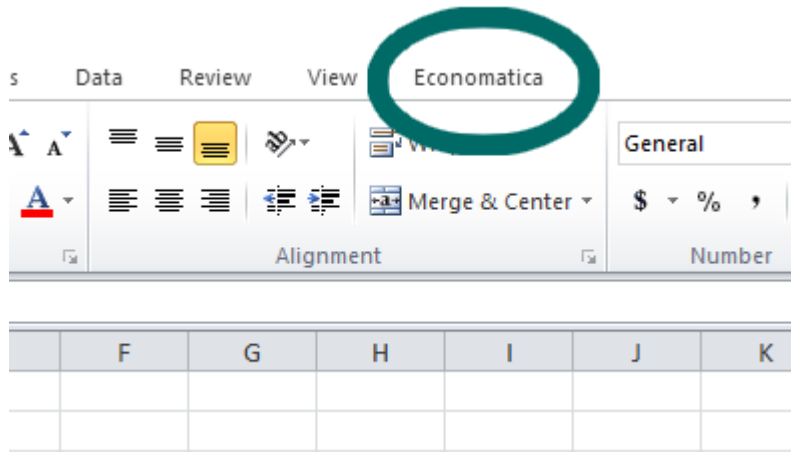 s Data Review View Economatica
A A General
A Merge & Center $ % ,
Alignment Number
F G H I J K